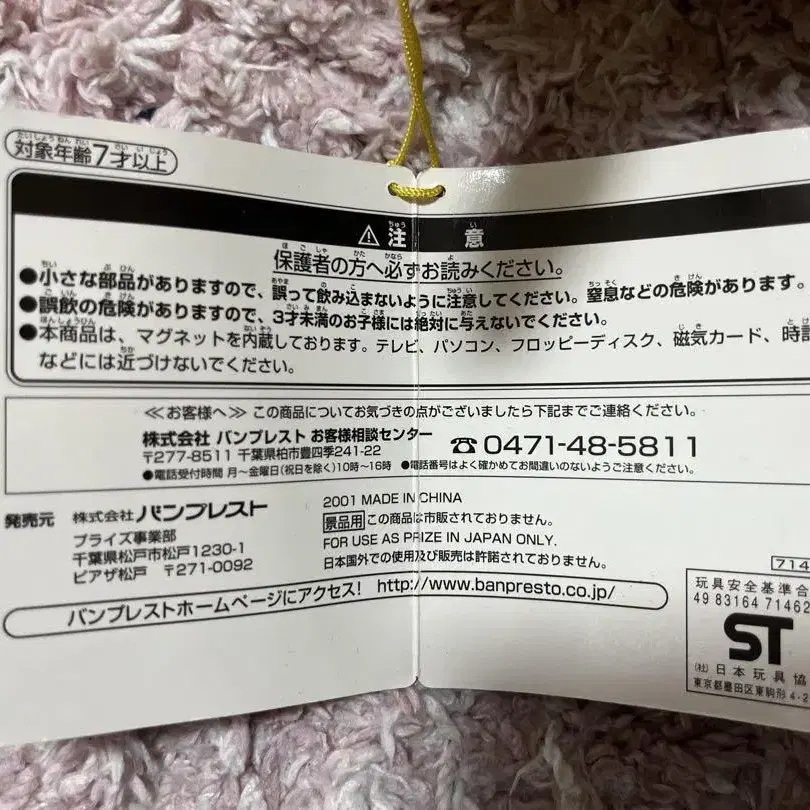 対象年齢7才以上
⚠注意
保護者の方へ必ずお読みください。
●小さな部品がありますので、誤って飲み込まないように注意してください。窒息などの危険があります。
●誤飲の危険がありますので、3才未満のお子様には絶対に与えないでください。
●本商品は、マグネットを内蔵しております。テレビ、パソコン、フロッピーディスク、磁気カード、時計
などには近づけないでください。
≪お客様へ≫ この商品についてお気づきの点がございましたら下記までご連絡ください。
株式会社 バンプレスト お客様相談センター ☎0471-48-5811
〒277-8511 千葉県柏市豊四季241-22
●電話受付時間 月〜金曜日(祝日を除く)10時〜16時 ●電話番号はよく確かめてお間違いのないようご注意ください。
発売元 株式会社 バンプレスト
プライズ事業部
千葉県松戸市松戸1230-1
ピアザ松戸 〒271-0092
2001 MADE IN CHINA
景品用 この商品は市販されておりません。
FOR USE AS PRIZE IN JAPAN ONLY.
日本国外での使用及び販売は許諾されておりません。
バンプレストホームページにアクセス! http://www.banpresto.co.jp/
714
玩具安全基準合
49 83164 71462
ST
(社)日本玩具協
東京都墨田区東駒形4-2